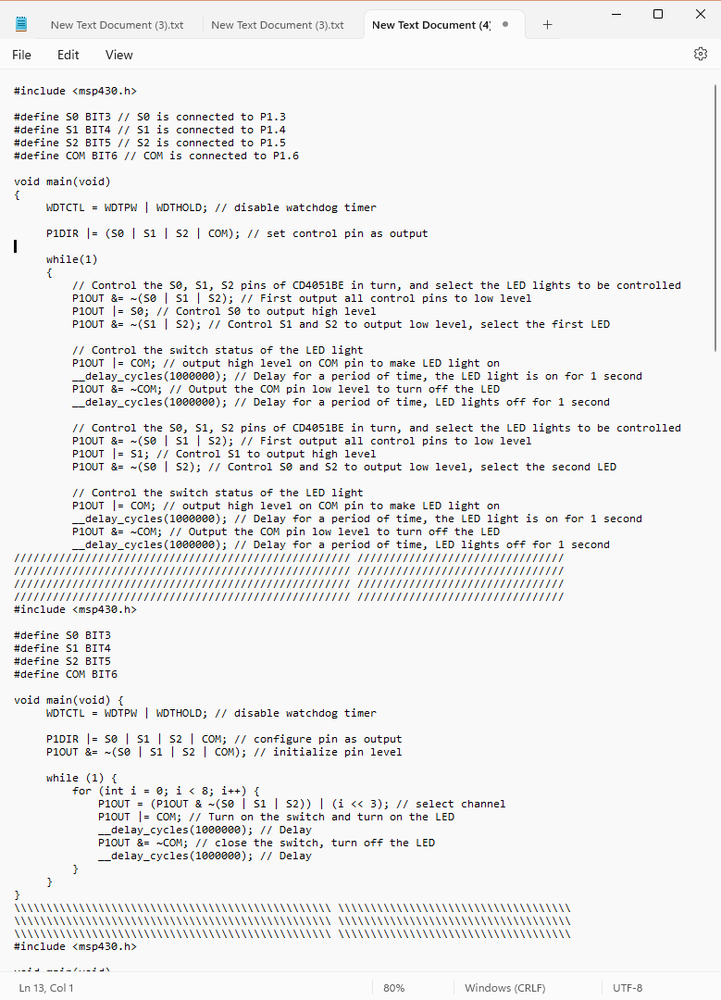 New Text Document (3).txt
New Text Document (3).txt
New Text Document (4)
File Edit View
#include <msp430.h>
#define S0 BIT3 // S0 is connected to P1.3
#define S1 BIT4 // S1 is connected to P1.4
#define S2 BIT5 // S2 is connected to P1.5
#define COM BIT6 // COM is connected to P1.6
void main(void)
{
WDTCTL = WDTPW | WDTHOLD; // disable watchdog timer
P1DIR |= (S0 | S1 | S2 | COM); // set control pin as output
while(1)
{
// Control the S0, S1, S2 pins of CD4051BE in turn, and select the LED lights to be controlled
P1OUT &= ~(S0 | S1 | S2); // First output all control pins to low level
P1OUT |= S0; // Control S0 to output high level
P1OUT &= ~(S1 | S2); // Control S1 and S2 to output low level, select the first LED
// Control the switch status of the LED light
P1OUT |= COM; // output high level on COM pin to make LED light on
__delay_cycles(1000000); // Delay for a period of time, the LED light is on for 1 second
P1OUT &= ~COM; // Output the COM pin low level to turn off the LED
__delay_cycles(1000000); // Delay for a period of time, LED lights off for 1 second
// Control the S0, S1, S2 pins of CD4051BE in turn, and select the LED lights to be controlled
P1OUT &= ~(S0 | S1 | S2); // First output all control pins to low level
P1OUT |= S1; // Control S1 to output high level
P1OUT &= ~(S0 | S2); // Control S0 and S2 to output low level, select the second LED
// Control the switch status of the LED light
P1OUT |= COM; // output high level on COM pin to make LED light on
__delay_cycles(1000000); // Delay for a period of time, the LED light is on for 1 second
P1OUT &= ~COM; // Output the COM pin low level to turn off the LED
__delay_cycles(1000000); // Delay for a period of time, LED lights off for 1 second
//////////////////////////////////////////////////// ////////////////////////////////
//////////////////////////////////////////////////// ////////////////////////////////
//////////////////////////////////////////////////// ////////////////////////////////
//////////////////////////////////////////////////// ////////////////////////////////
#include <msp430.h>
#define S0 BIT3
#define S1 BIT4
#define S2 BIT5
#define COM BIT6
void main(void) {
WDTCTL = WDTPW | WDTHOLD; // disable watchdog timer
P1DIR |= S0 | S1 | S2 | COM; // configure pin as output
P1OUT &= ~(S0 | S1 | S2 | COM); // initialize pin level
while (1) {
for (int i = 0; i < 8; i++) {
P1OUT = (P1OUT & ~(S0 | S1 | S2)) | (i << 3); // select channel
P1OUT |= COM; // Turn on the switch and turn on the LED
__delay_cycles(1000000); // Delay
P1OUT &= ~COM; // close the switch, turn off the LED
__delay_cycles(1000000); // Delay
}
}
}
\\\\\\\\\\\\\\\\\\\\\\\\\\\\\\\\\\\\\\\\\\\\\\\\\ \\\\\\\\\\\\\\\\\\\\\\\\\\\\\\\\\\\\
\\\\\\\\\\\\\\\\\\\\\\\\\\\\\\\\\\\\\\\\\\\\\\\\\ \\\\\\\\\\\\\\\\\\\\\\\\\\\\\\\\\\\\
\\\\\\\\\\\\\\\\\\\\\\\\\\\\\\\\\\\\\\\\\\\\\\\\\ \\\\\\\\\\\\\\\\\\\\\\\\\\\\\\\\\\\\
#include <msp430.h>
Ln 13, Col 1
80%
Windows (CRLF)
UTF-8